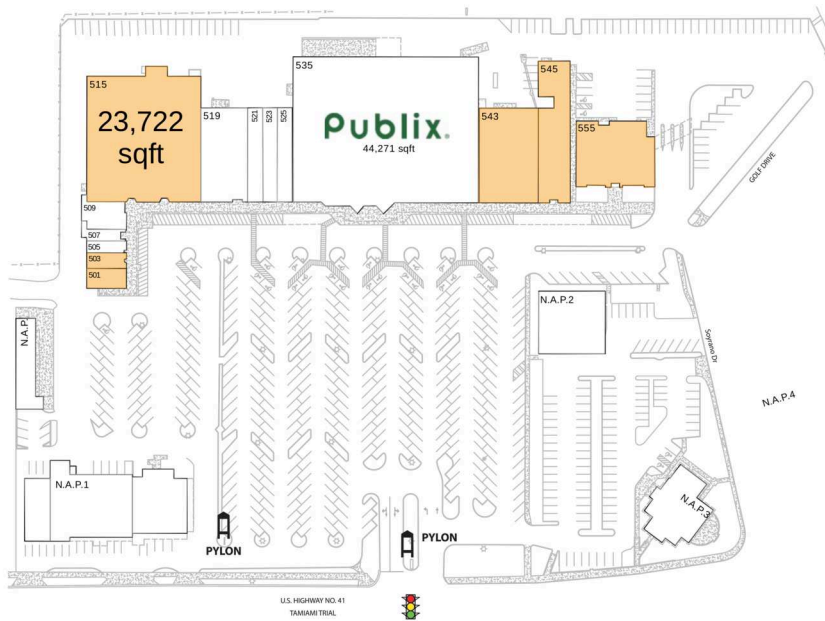 535
545
515
23,722
sqft
519
521
523
525
Publix.
44,271 sqft
543
555
GOLF DRIVE
509
507
505
503
501
N.A.P.
N.A.P.2
Soyrano Dr
N.A.P.4
N.A.P.1
N.A.P.3
PYLON
PYLON
U.S. HIGHWAY NO. 41
TAMIAMI TRIAL